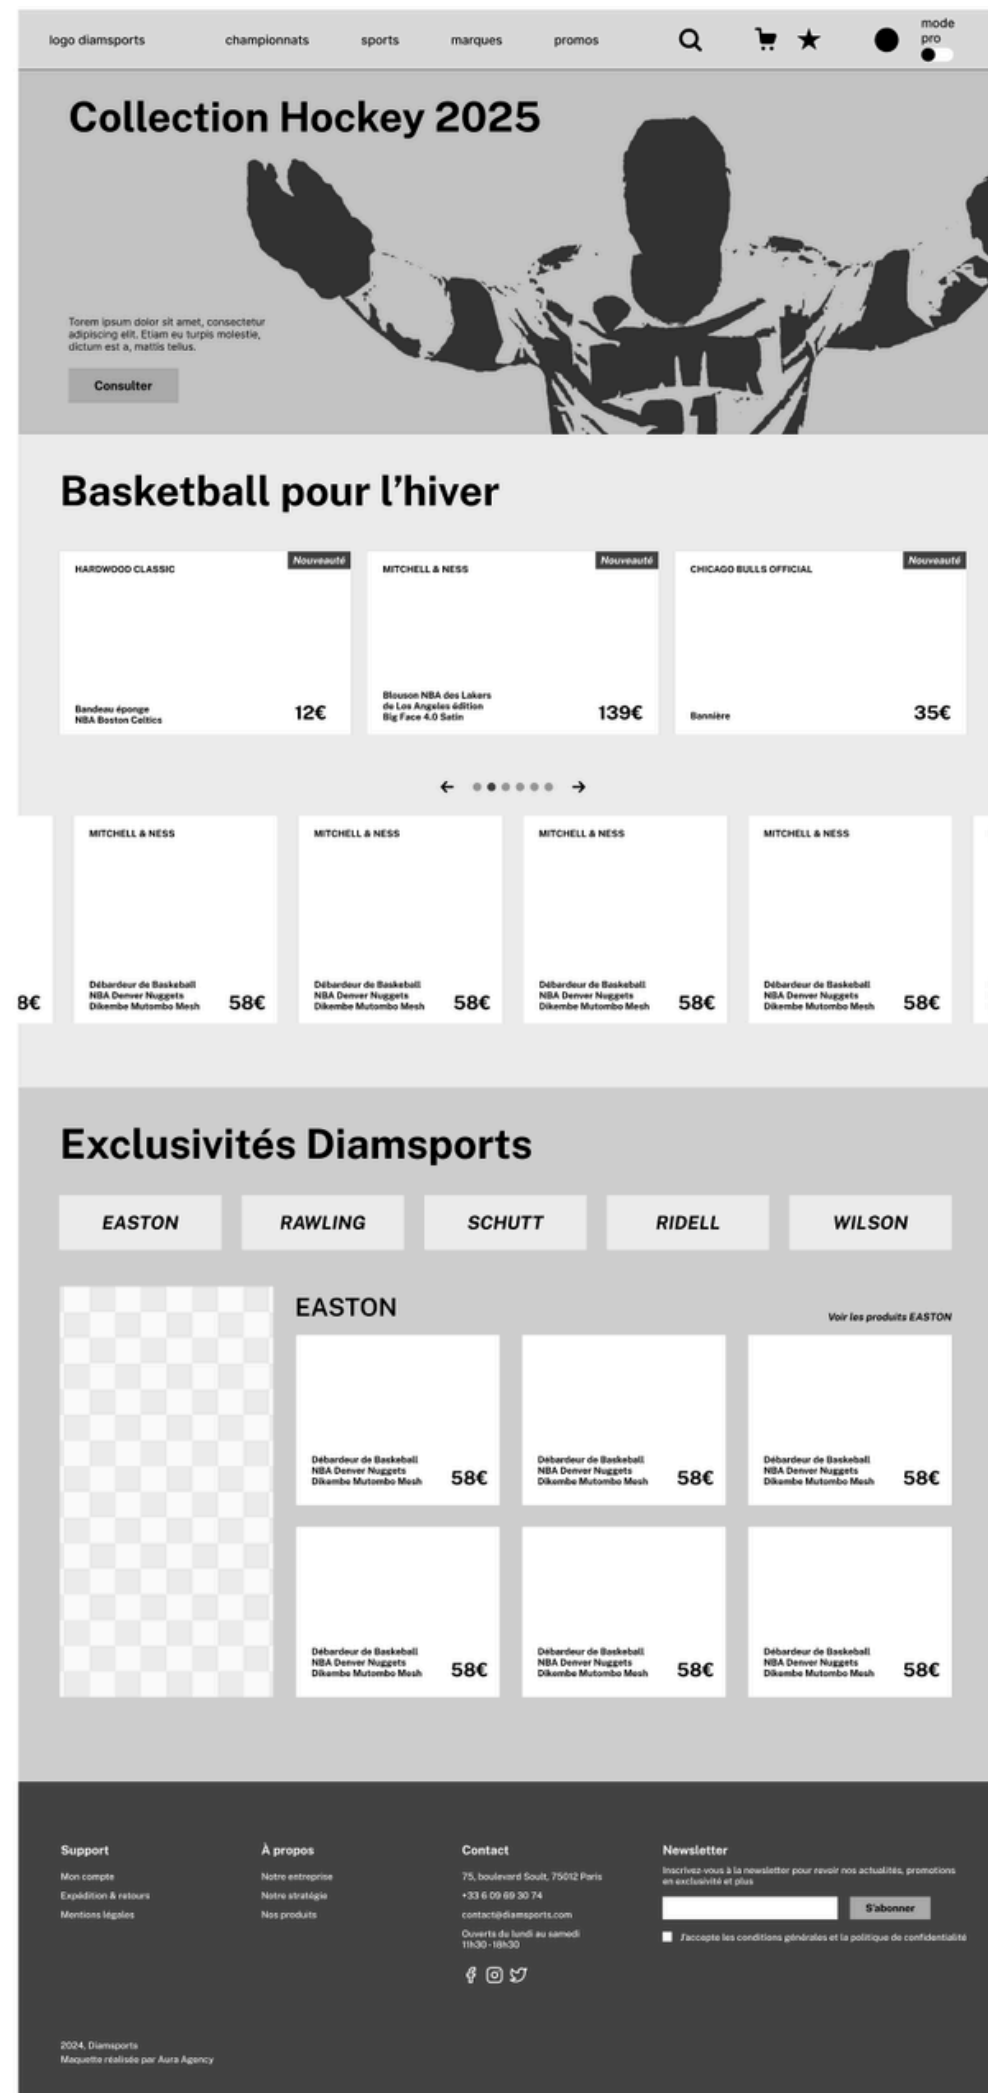 logo diamsports championnats sports marques promos mode
pro
Collection Hockey 2025
Torem ipsum dolor sit amet, consectetur
adipiscing elit. Etiam eu turpis molestie,
dictum est a, mattis tellus.
Consulter
91
Basketball pour l'hiver
HARDWOOD CLASSIC
Nouveauté
Bandeau éponge
NBA Boston Celtics
12€
MITCHELL & NESS
Nouveauté
Blouson NBA des Lakers
de Los Angeles édition
Big Face 4.0 Satin
139€
CHICAGO BULLS OFFICIAL
Nouveauté
Bannière
35€
8€
MITCHELL & NESS
Débardeur de Baskeball
NBA Denver Nuggets
Dikembe Mutombo Mesh
58€
MITCHELL & NESS
Débardeur de Baskeball
NBA Denver Nuggets
Dikembe Mutombo Mesh
58€
MITCHELL & NESS
Débardeur de Baskeball
NBA Denver Nuggets
Dikembe Mutombo Mesh
58€
MITCHELL & NESS
Débardeur de Baskeball
NBA Denver Nuggets
Dikembe Mutombo Mesh
58€
Exclusivités Diamsports
EASTON RAWLING SCHUTT RIDELL WILSON
EASTON
Voir les produits EASTON
Débardeur de Baskeball
NBA Denver Nuggets
Dikembe Mutombo Mesh
58€
Débardeur de Baskeball
NBA Denver Nuggets
Dikembe Mutombo Mesh
58€
Débardeur de Baskeball
NBA Denver Nuggets
Dikembe Mutombo Mesh
58€
Débardeur de Baskeball
NBA Denver Nuggets
Dikembe Mutombo Mesh
58€
Débardeur de Baskeball
NBA Denver Nuggets
Dikembe Mutombo Mesh
58€
Débardeur de Baskeball
NBA Denver Nuggets
Dikembe Mutombo Mesh
58€
Support
Mon compte
Expédition & retours
Mentions légales
À propos
Notre entreprise
Notre stratégie
Nos produits
Contact
75, boulevard Soult, 75012 Paris
+33 6 09 69 30 74
contact@diamsports.com
Ouverts du lundi au samedi
11h30 - 18h30
Newsletter
Inscrivez-vous à la newsletter pour revoir nos actualités, promotions
en exclusivité et plus
S'abonner
J'accepte les conditions générales et la politique de confidentialité
2024, Diamsports
Maquette réalisée par Aura Agency